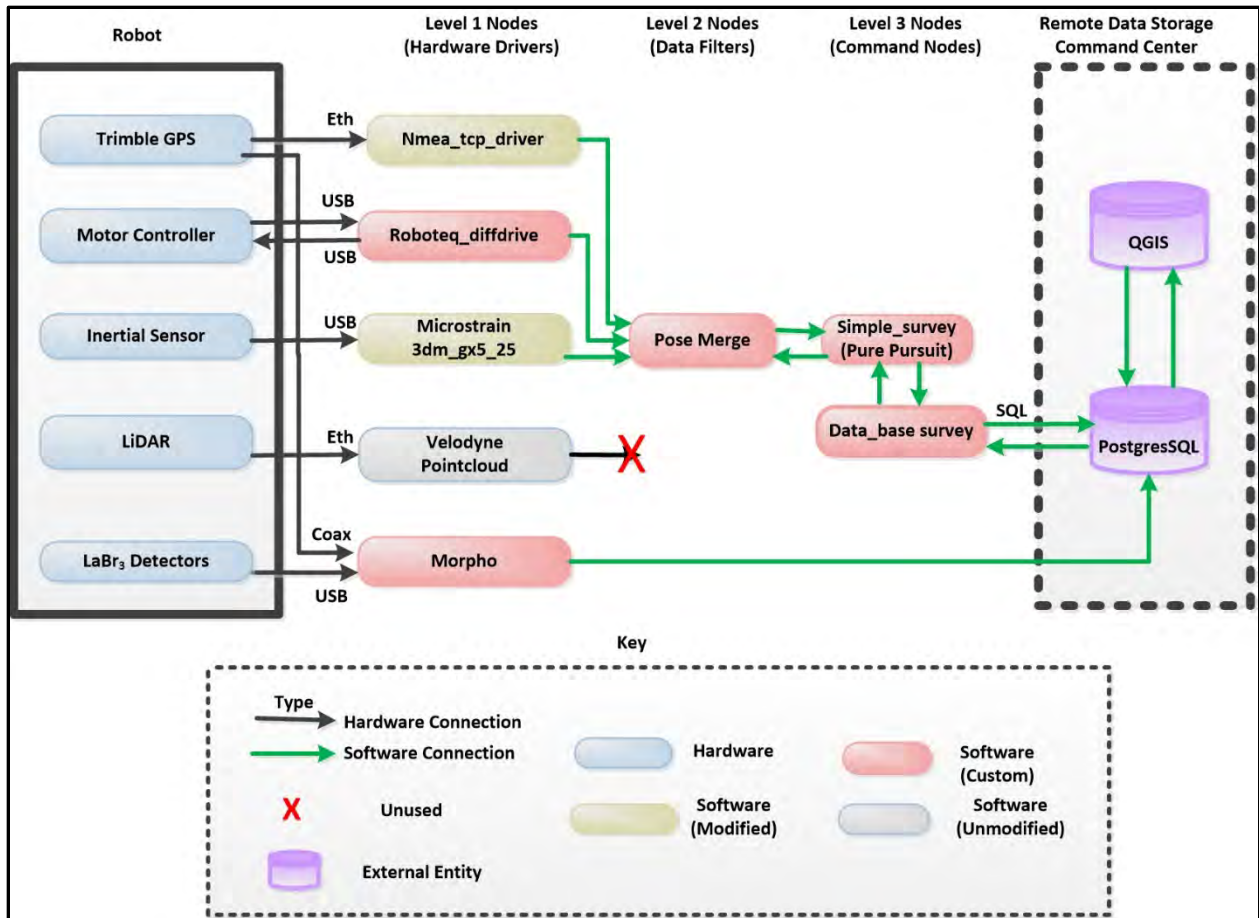 Robot
Level 1 Nodes
(Hardware Drivers)
Level 2 Nodes
(Data Filters)
Level 3 Nodes
(Command Nodes)
Remote Data Storage
Command Center
Trimble GPS
Eth
Nmea_tcp_driver
Motor Controller
USB
USB
Roboteq_diffdrive
Inertial Sensor
USB
Microstrain
3dm_gx5_25
Pose Merge
Simple_survey
(Pure Pursuit)
QGIS
LiDAR
Eth
Velodyne
Pointcloud
X
Data_base survey
SQL
PostgresSQL
LaBr₃ Detectors
Coax
USB
Morpho
Key
Type
Hardware Connection
Software Connection
X
Unused
External Entity
Hardware
Software
(Modified)
Software
(Custom)
Software
(Unmodified)